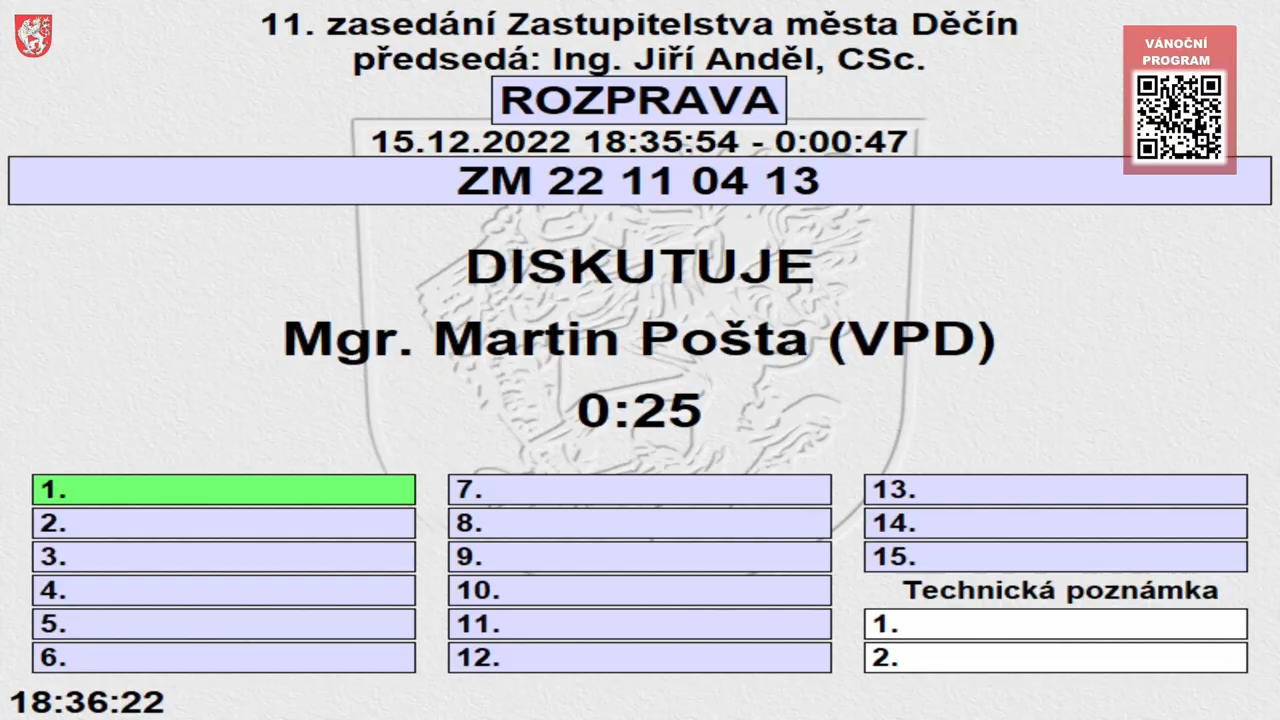 11. zasedání Zastupitelstva města Děčín
předsedá: Ing. Jiří Anděl, CSc.
VÁNOČNÍ
PROGRAM
ROZPRAVA
15.12.2022 18:35:54 - 0:00:47
ZM 22 11 04 13
DISKUTUJE
Mgr. Martin Pošta (VPD)
0:25
1.
2.
3.
4.
5.
6.
7.
8.
9.
10.
11.
12.
13.
14.
15.
Technická poznámka
1.
2.
18:36:22